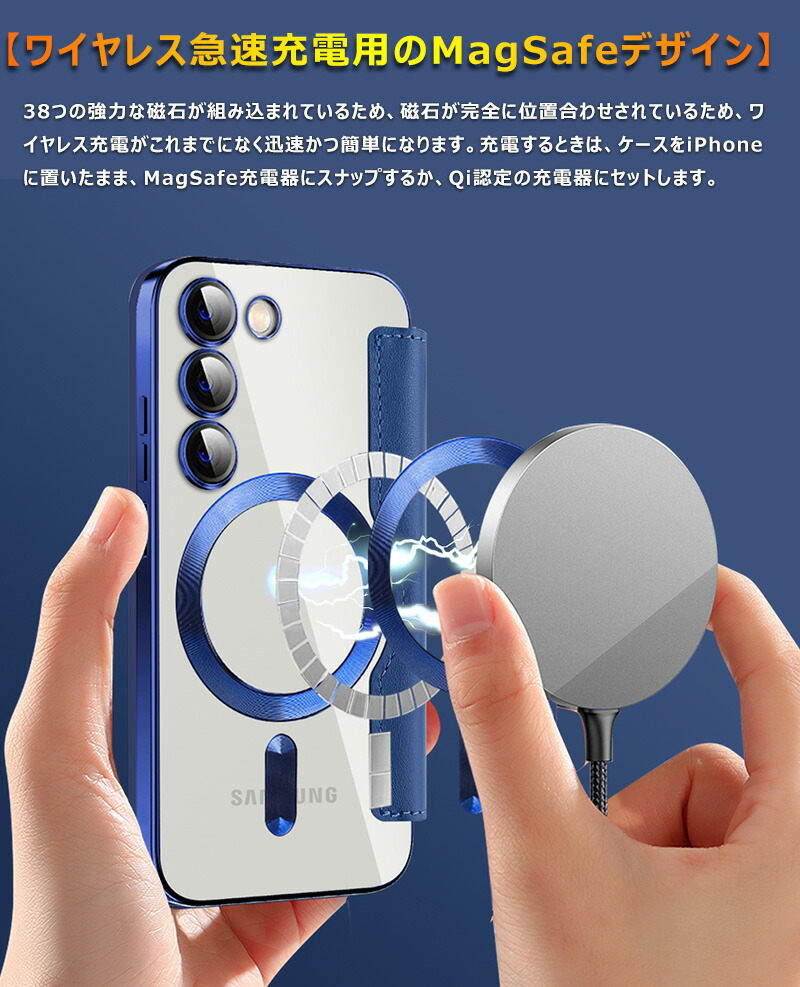 【ワイヤレス急速充電用のMagSafeデザイン】
38つの強力な磁石が組み込まれているため、磁石が完全に位置合わせされているため、ワ
イヤレス充電がこれまでになく迅速かつ簡単になります。充電するときは、ケースをiPhone
に置いたまま、MagSafe充電器にスナップするか、Qi認定の充電器にセットします。
SAMSUNG